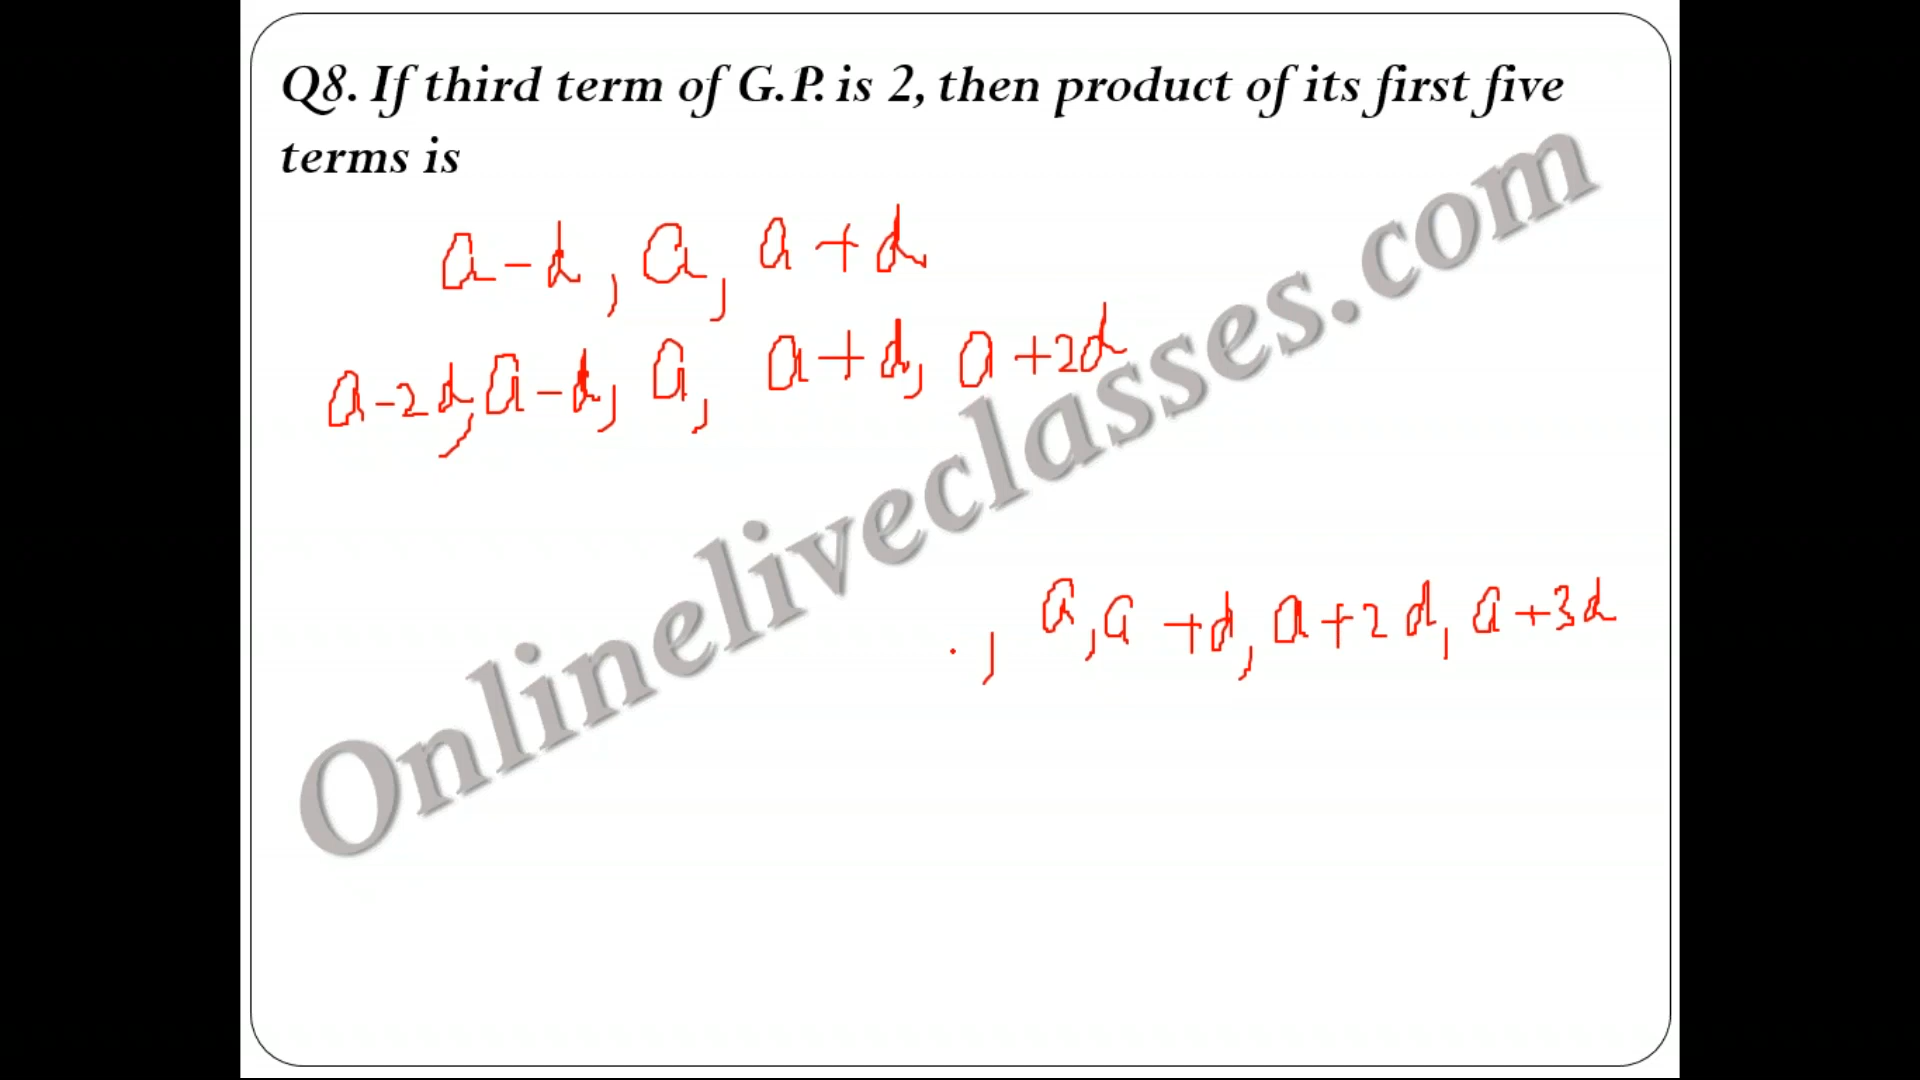 Q8. If third term of G.P. is 2, then product of its first five
terms is
a-d, a, a+d
a-2d, a-d, a, a+d, a+2d
., a, a+d, a+2d, a+3d
Onlineliveclasses.com